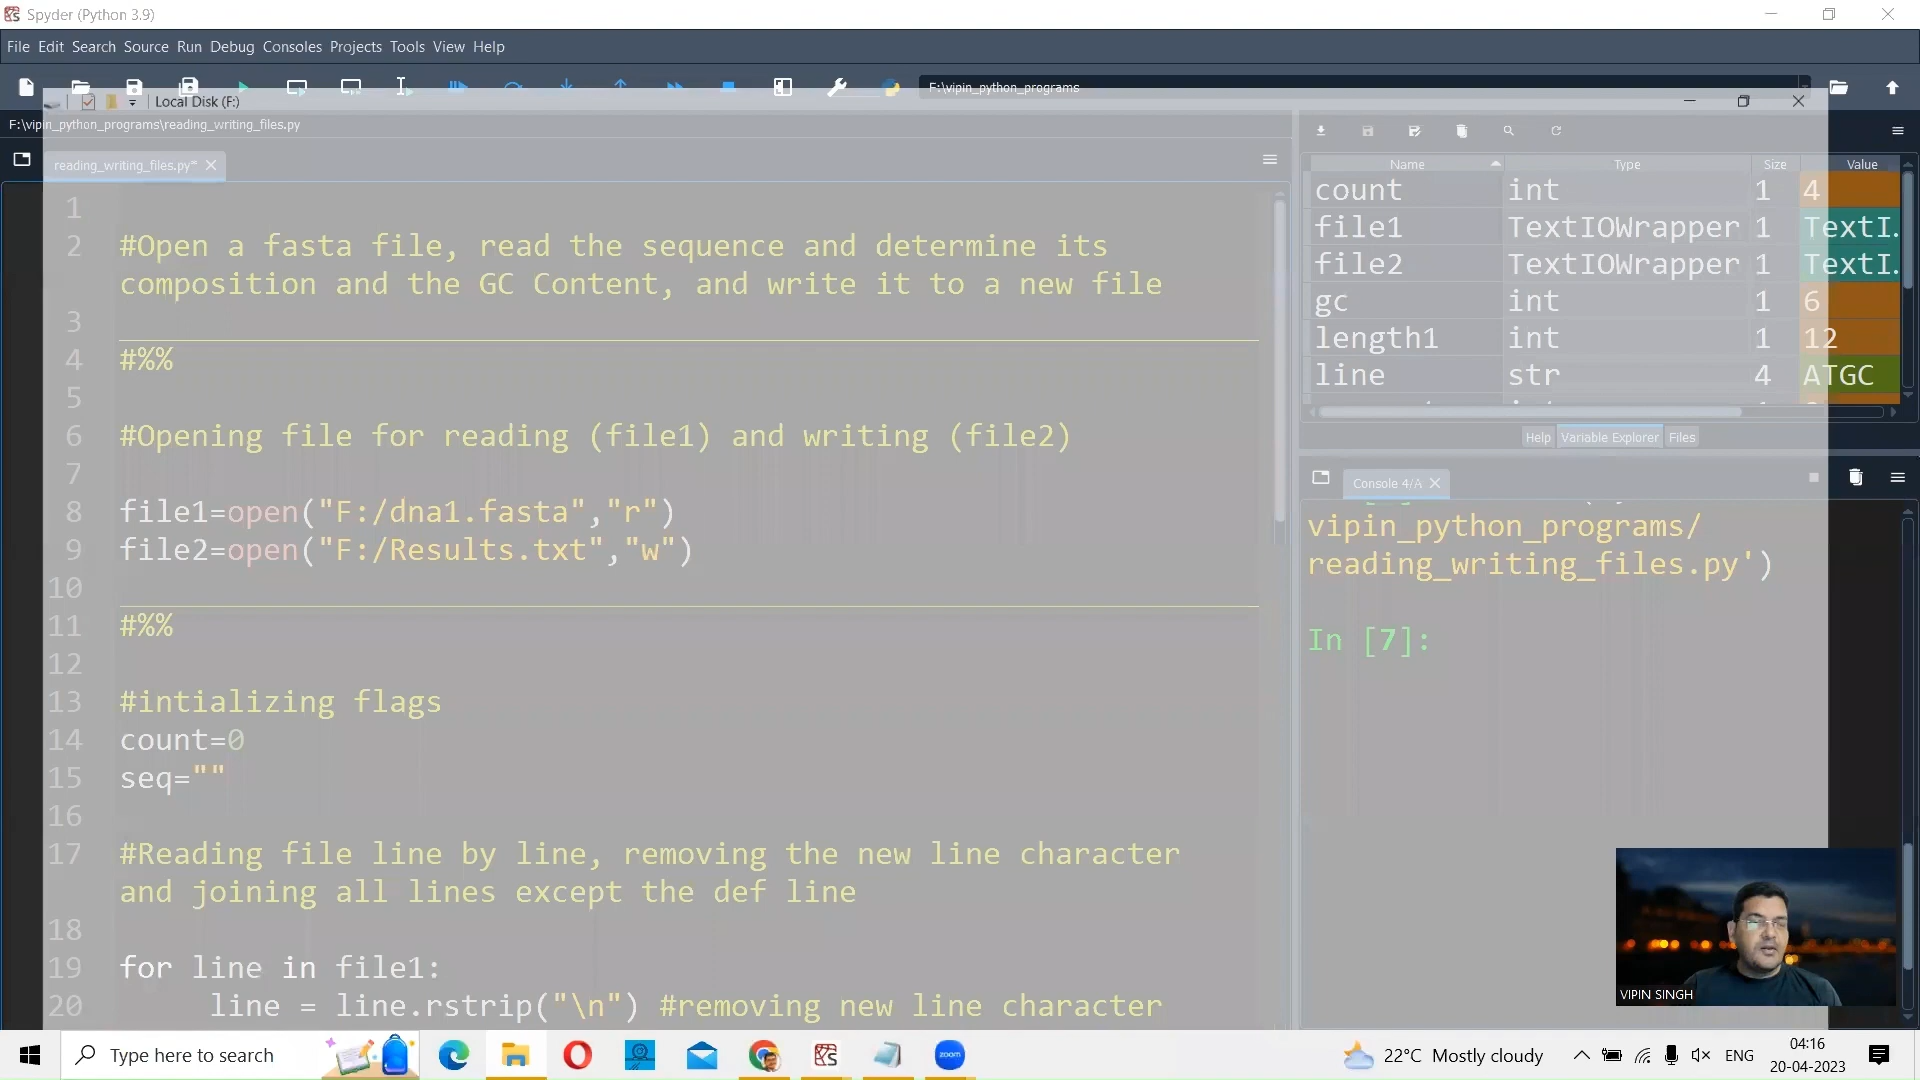 Spyder (Python 3.9)
File Edit Search Source Run Debug Consoles Projects Tools View Help
F:\vipin_python_programs
Local Disk (F:)
F:\vipin_python_programs\reading_writing_files.py
reading_writing_files.py*
1
2 #Open a fasta file, read the sequence and determine its
composition and the GC Content, and write it to a new file
3
4 #%%
5
6 #Opening file for reading (file1) and writing (file2)
7
8 file1=open("F:/dna1.fasta","r")
9 file2=open("F:/Results.txt","w")
10
11 #%%
12
13 #intializing flags
14 count=0
15 seq=""
16
17 #Reading file line by line, removing the new line character
and joining all lines except the def line
18
19 for line in file1:
20 line = line.rstrip("\n") #removing new line character
Name Type Size Value
count int 1 4
file1 TextIOWrapper 1 TextI.
file2 TextIOWrapper 1 TextI.
gc int 1 6
length1 int 1 12
line str 4 ATGC
Help Variable Explorer Files
Console 4/A
vipin_python_programs/
reading_writing_files.py')
In [7]:
VIPIN SINGH
Type here to search
zoom
22°C Mostly cloudy
ENG
04:16
20-04-2023